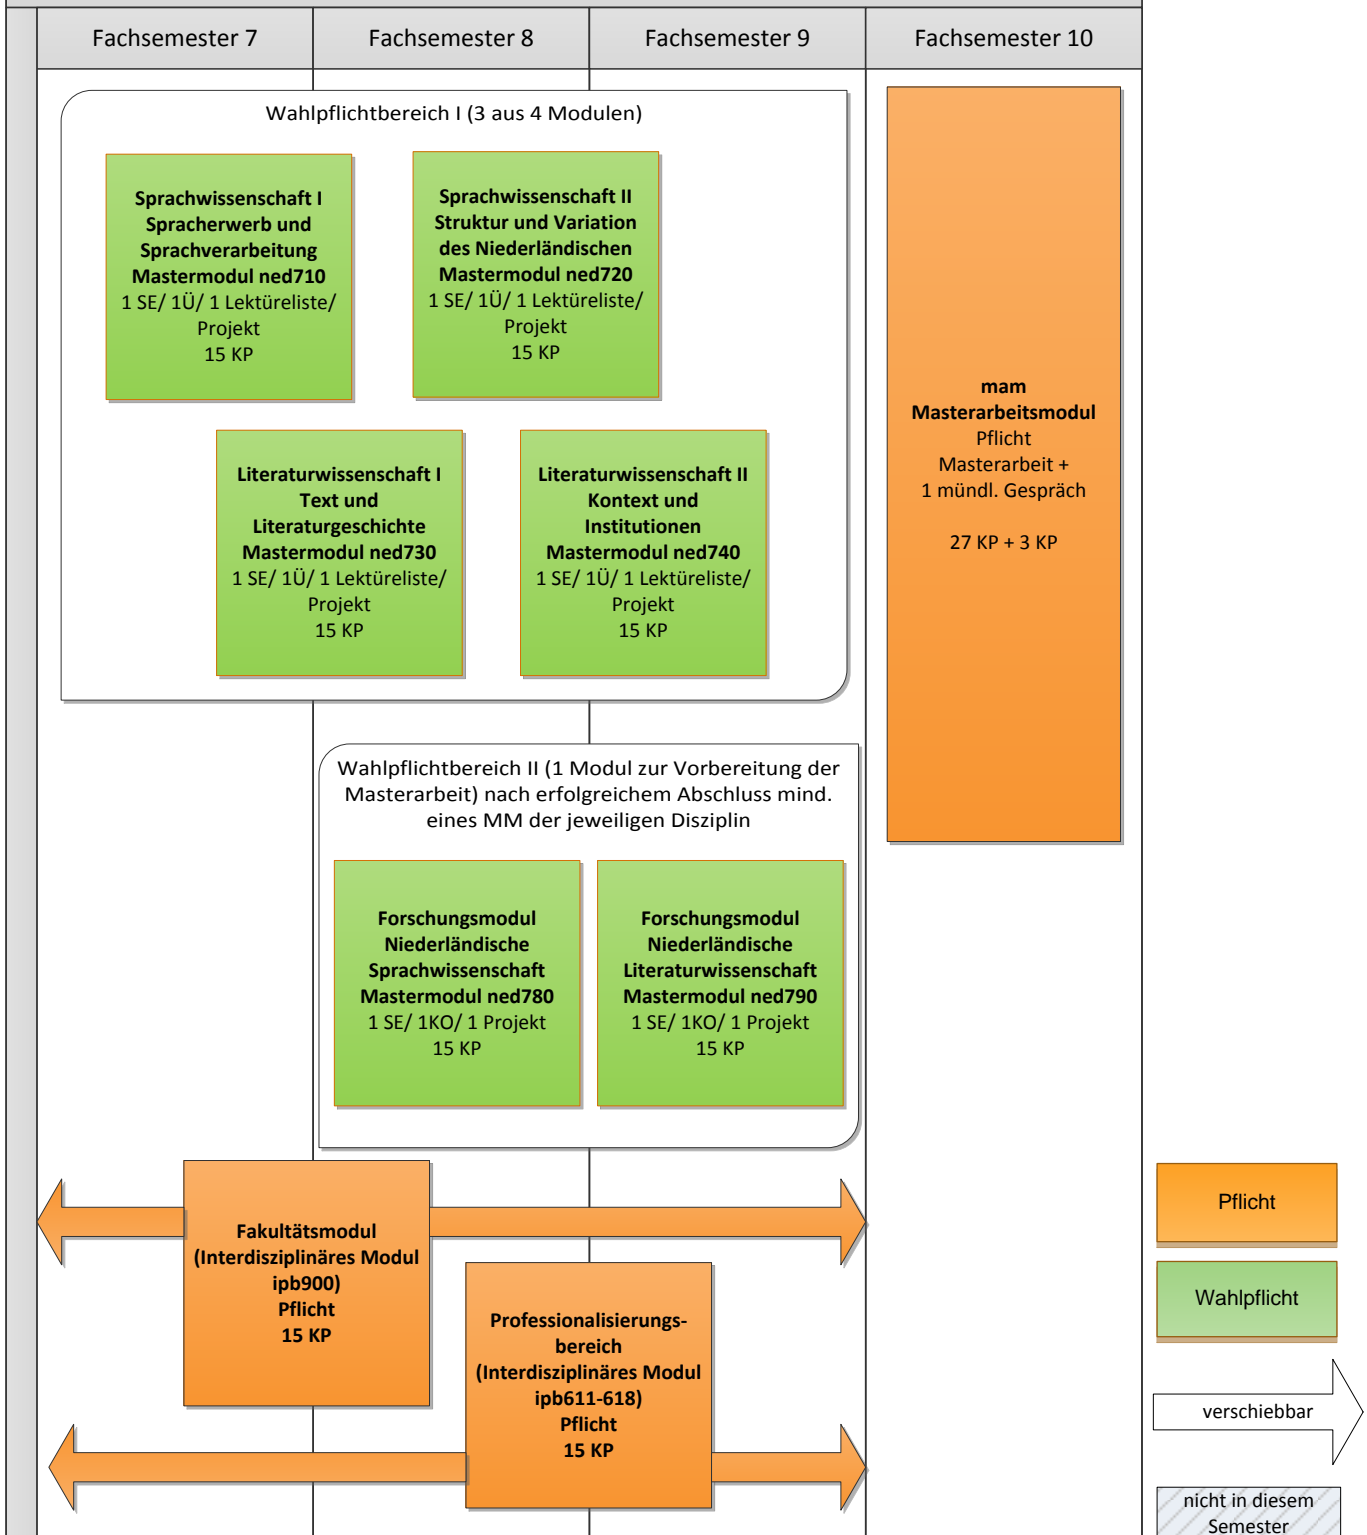 Fachsemester 7
Fachsemester 8
Fachsemester 9
Fachsemester 10
Wahlpflichtbereich I (3 aus 4 Modulen)
Sprachwissenschaft I
Spracherwerb und
Sprachverarbeitung
Mastermodul ned710
1 SE/ 1Ü/ 1 Lektüreliste/
Projekt
15 KP
Sprachwissenschaft II
Struktur und Variation
des Niederländischen
Mastermodul ned720
1 SE/ 1Ü/ 1 Lektüreliste/
Projekt
15 KP
Literaturwissenschaft I
Text und
Literaturgeschichte
Mastermodul ned730
1 SE/ 1Ü/ 1 Lektüreliste/
Projekt
15 KP
Literaturwissenschaft II
Kontext und
Institutionen
Mastermodul ned740
1 SE/ 1Ü/ 1 Lektüreliste/
Projekt
15 KP
mam
Masterarbeitsmodul
Pflicht
Masterarbeit +
1 mündl. Gespräch
27 KP + 3 KP
Wahlpflichtbereich II (1 Modul zur Vorbereitung der
Masterarbeit) nach erfolgreichem Abschluss mind.
eines MM der jeweiligen Disziplin
Forschungsmodul
Niederländische
Sprachwissenschaft
Mastermodul ned780
1 SE/ 1KO/ 1 Projekt
15 KP
Forschungsmodul
Niederländische
Literaturwissenschaft
Mastermodul ned790
1 SE/ 1KO/ 1 Projekt
15 KP
Fakultätsmodul
(Interdisziplinäres Modul
ipb900)
Pflicht
15 KP
Professionalisierungs-
bereich
(Interdisziplinäres Modul
ipb611-618)
Pflicht
15 KP
Pflicht
Wahlpflicht
verschiebbar
nicht in diesem
Semester